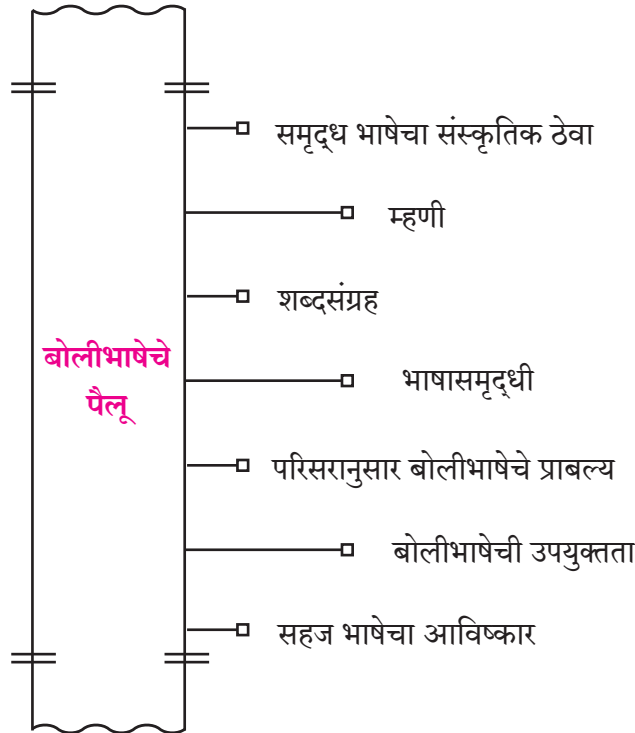 समृद्ध भाषेचा संस्कृतिक ठेवा
म्हणी
शब्दसंग्रह
बोलीभाषेचे
पैलू
भाषासमृद्धी
परिसरानुसार बोलीभाषेचे प्राबल्य
बोलीभाषेची उपयुक्तता
सहज भाषेचा आविष्कार